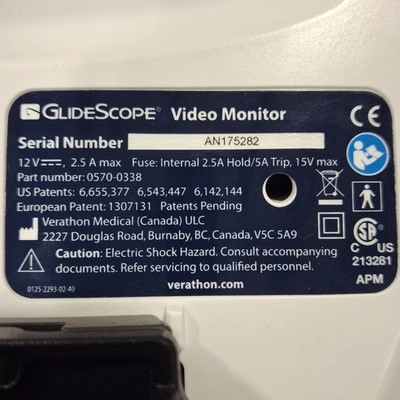 GLIDESCOPE® Video Monitor
Serial Number AN175282
12 V⎓, 2.5 A max Fuse: Internal 2.5A Hold/5A Trip, 15V max
Part number: 0570-0338
US Patents: 6,655,377 6,543,447 6,142,144
European Patent: 1307131 Patents Pending
Verathon Medical (Canada) ULC
2227 Douglas Road, Burnaby, BC, Canada, V5C 5A9
Caution: Electric Shock Hazard. Consult accompanying
documents. Refer servicing to qualified personnel.
0125-2293-02-40
verathon.com
CE
SA
C US
213281
APM